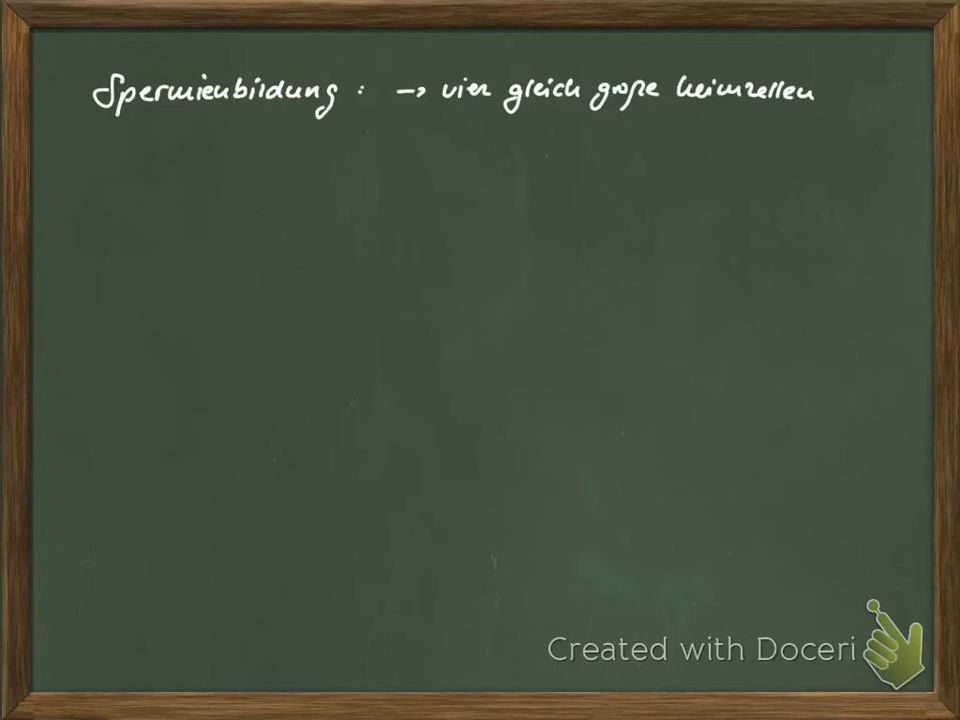 Spermienbildung : → vier gleich große Keimzellen
Created with Doceri